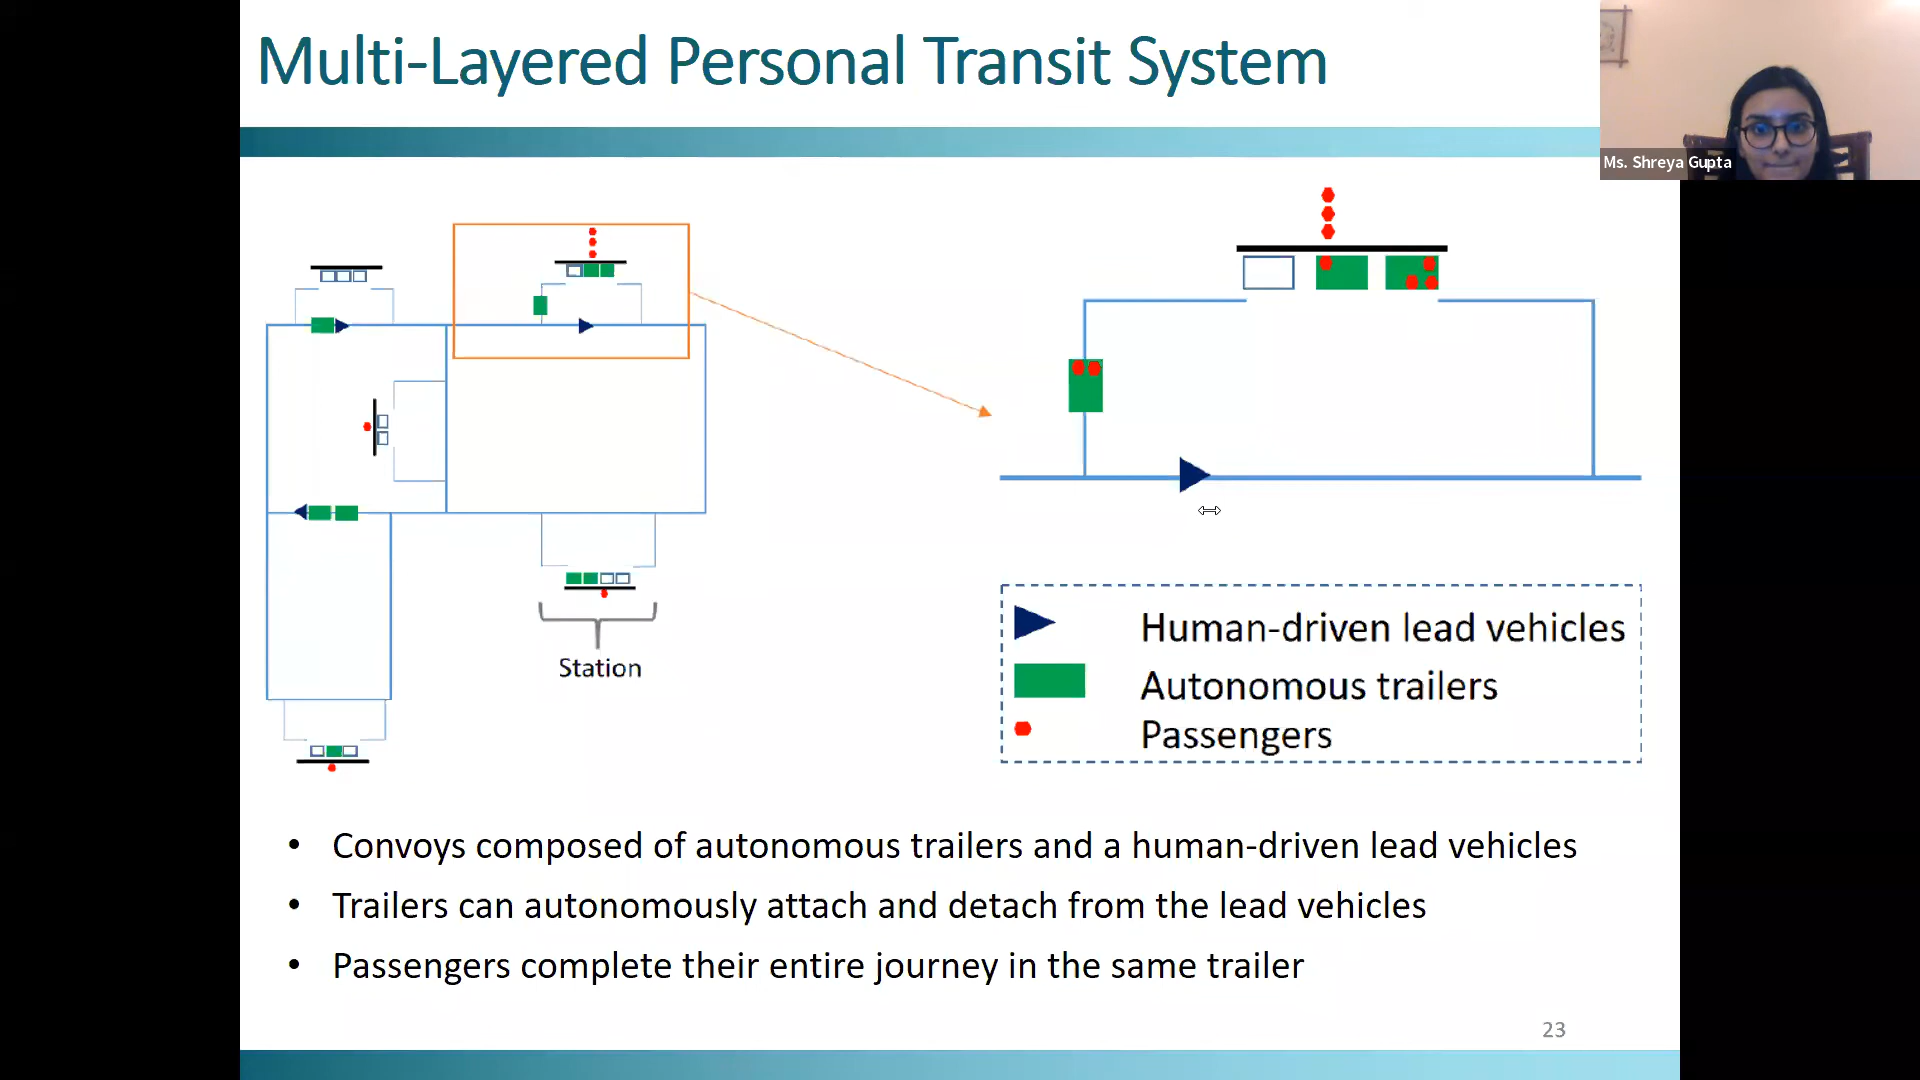 Multi-Layered Personal Transit System
Ms. Shreya Gupta
Station
Human-driven lead vehicles
Autonomous trailers
Passengers
• Convoys composed of autonomous trailers and a human-driven lead vehicles
• Trailers can autonomously attach and detach from the lead vehicles
• Passengers complete their entire journey in the same trailer
23